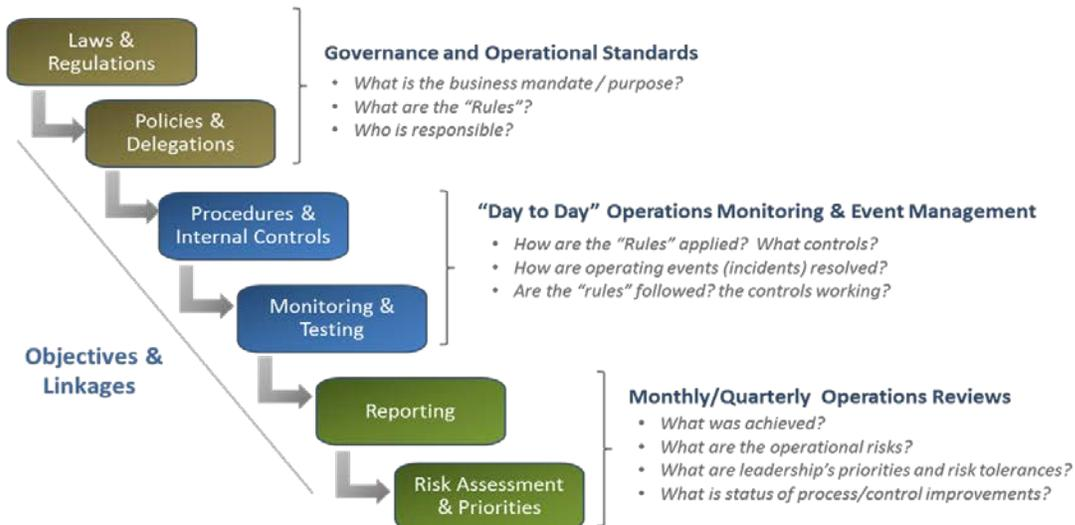 Laws &
Regulations
Governance and Operational Standards
• What is the business mandate / purpose?
• What are the “Rules”?
• Who is responsible?
Policies &
Delegations
Procedures &
Internal Controls
“Day to Day” Operations Monitoring & Event Management
• How are the “Rules” applied? What controls?
• How are operating events (incidents) resolved?
• Are the “rules” followed? the controls working?
Monitoring &
Testing
Objectives &
Linkages
Reporting
Monthly/Quarterly Operations Reviews
• What was achieved?
• What are the operational risks?
• What are leadership’s priorities and risk tolerances?
• What is status of process/control improvements?
Risk Assessment
& Priorities